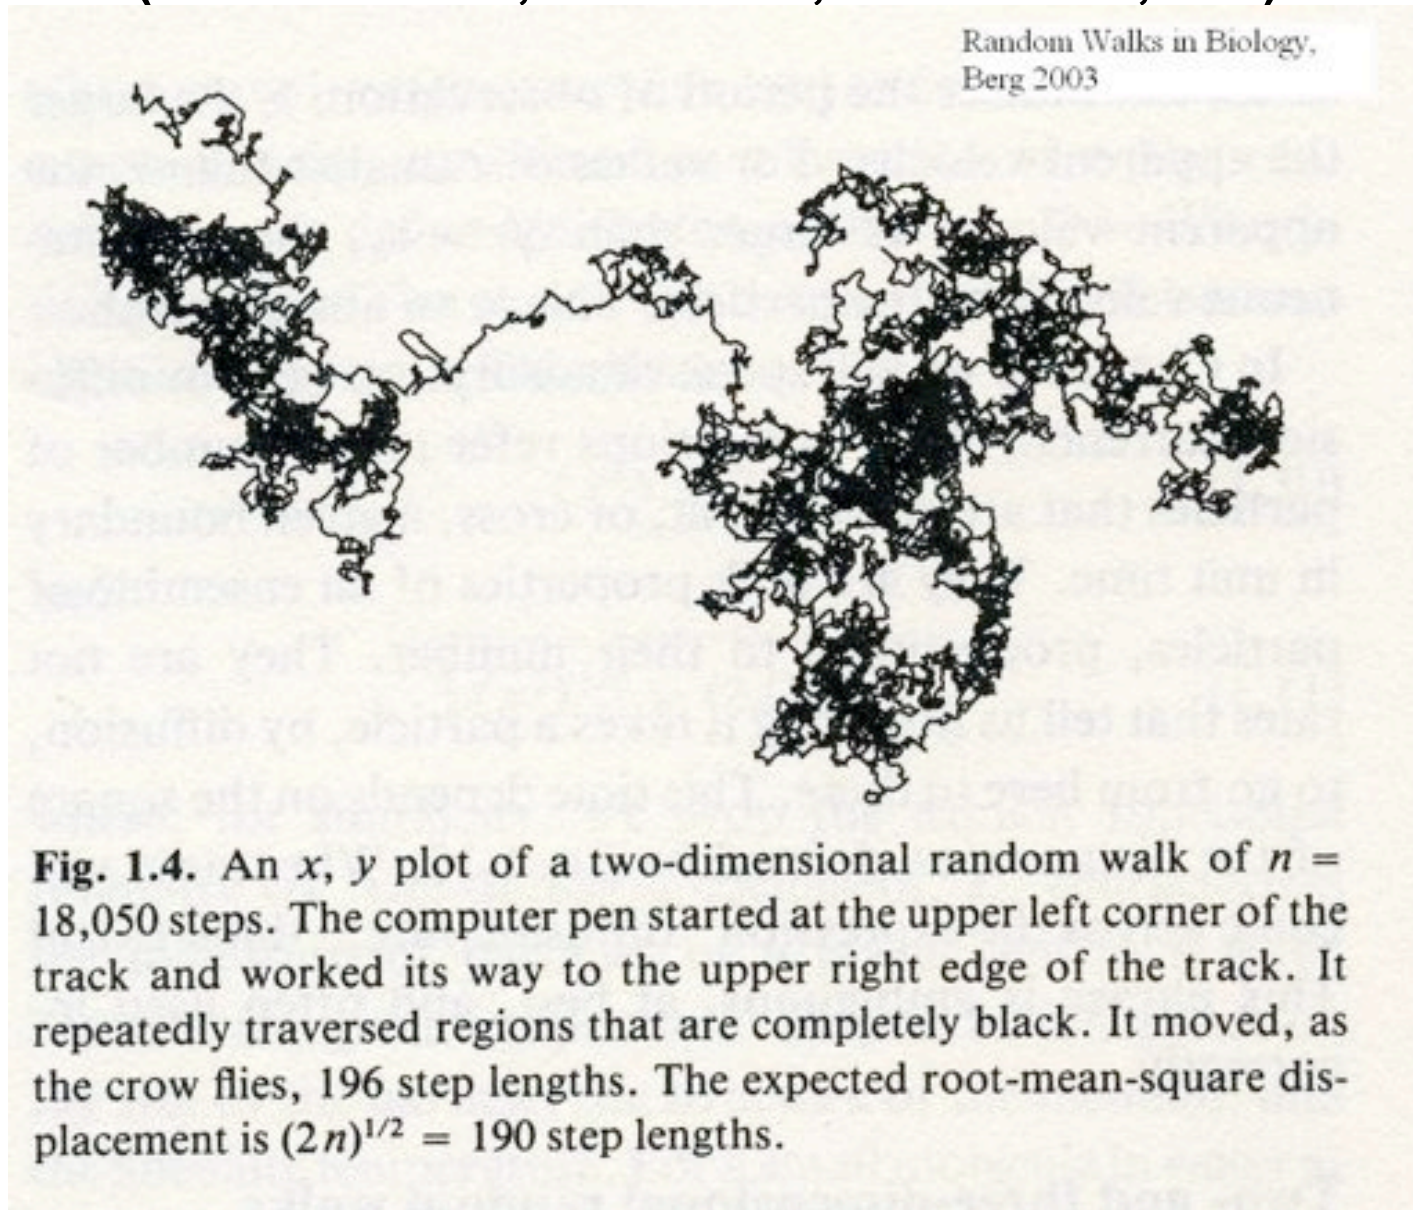 Random Walks in Biology,
Berg 2003
Fig. 1.4. An x, y plot of a two-dimensional random walk of n =
18,050 steps. The computer pen started at the upper left corner of the
track and worked its way to the upper right edge of the track. It
repeatedly traversed regions that are completely black. It moved, as
the crow flies, 196 step lengths. The expected root-mean-square dis-
placement is (2n)^1/2 = 190 step lengths.